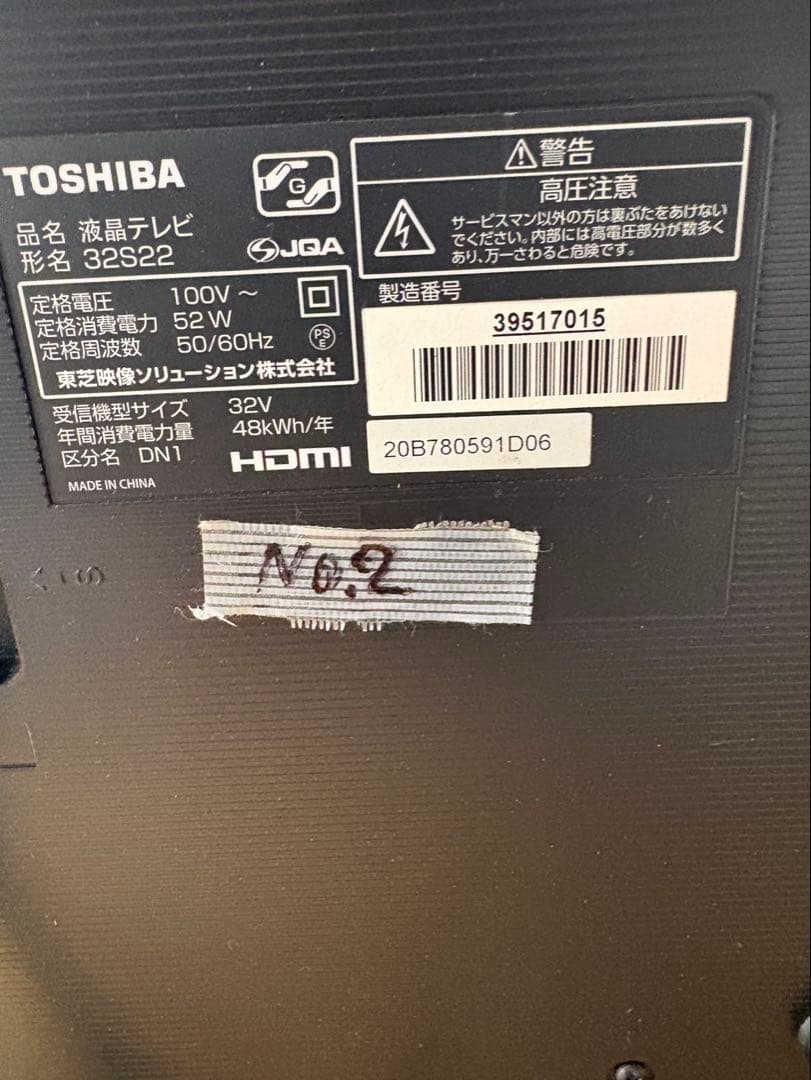 TOSHIBA
品名 液晶テレビ
形名 32S22
G
JQA
定格電圧 100V～
定格消費電力 52W
定格周波数 50/60Hz
PS
E
東芝映像ソリューション株式会社
受信機型サイズ 32V
年間消費電力量 48kWh/年
区分名 DN1
HDMI
MADE IN CHINA
警告
高圧注意
サービスマン以外の方は裏ぶたをあけない
でください。内部には高電圧部分が数多く
あり、万一さわると危険です。
製造番号
39517015
20B780591D06
No.2